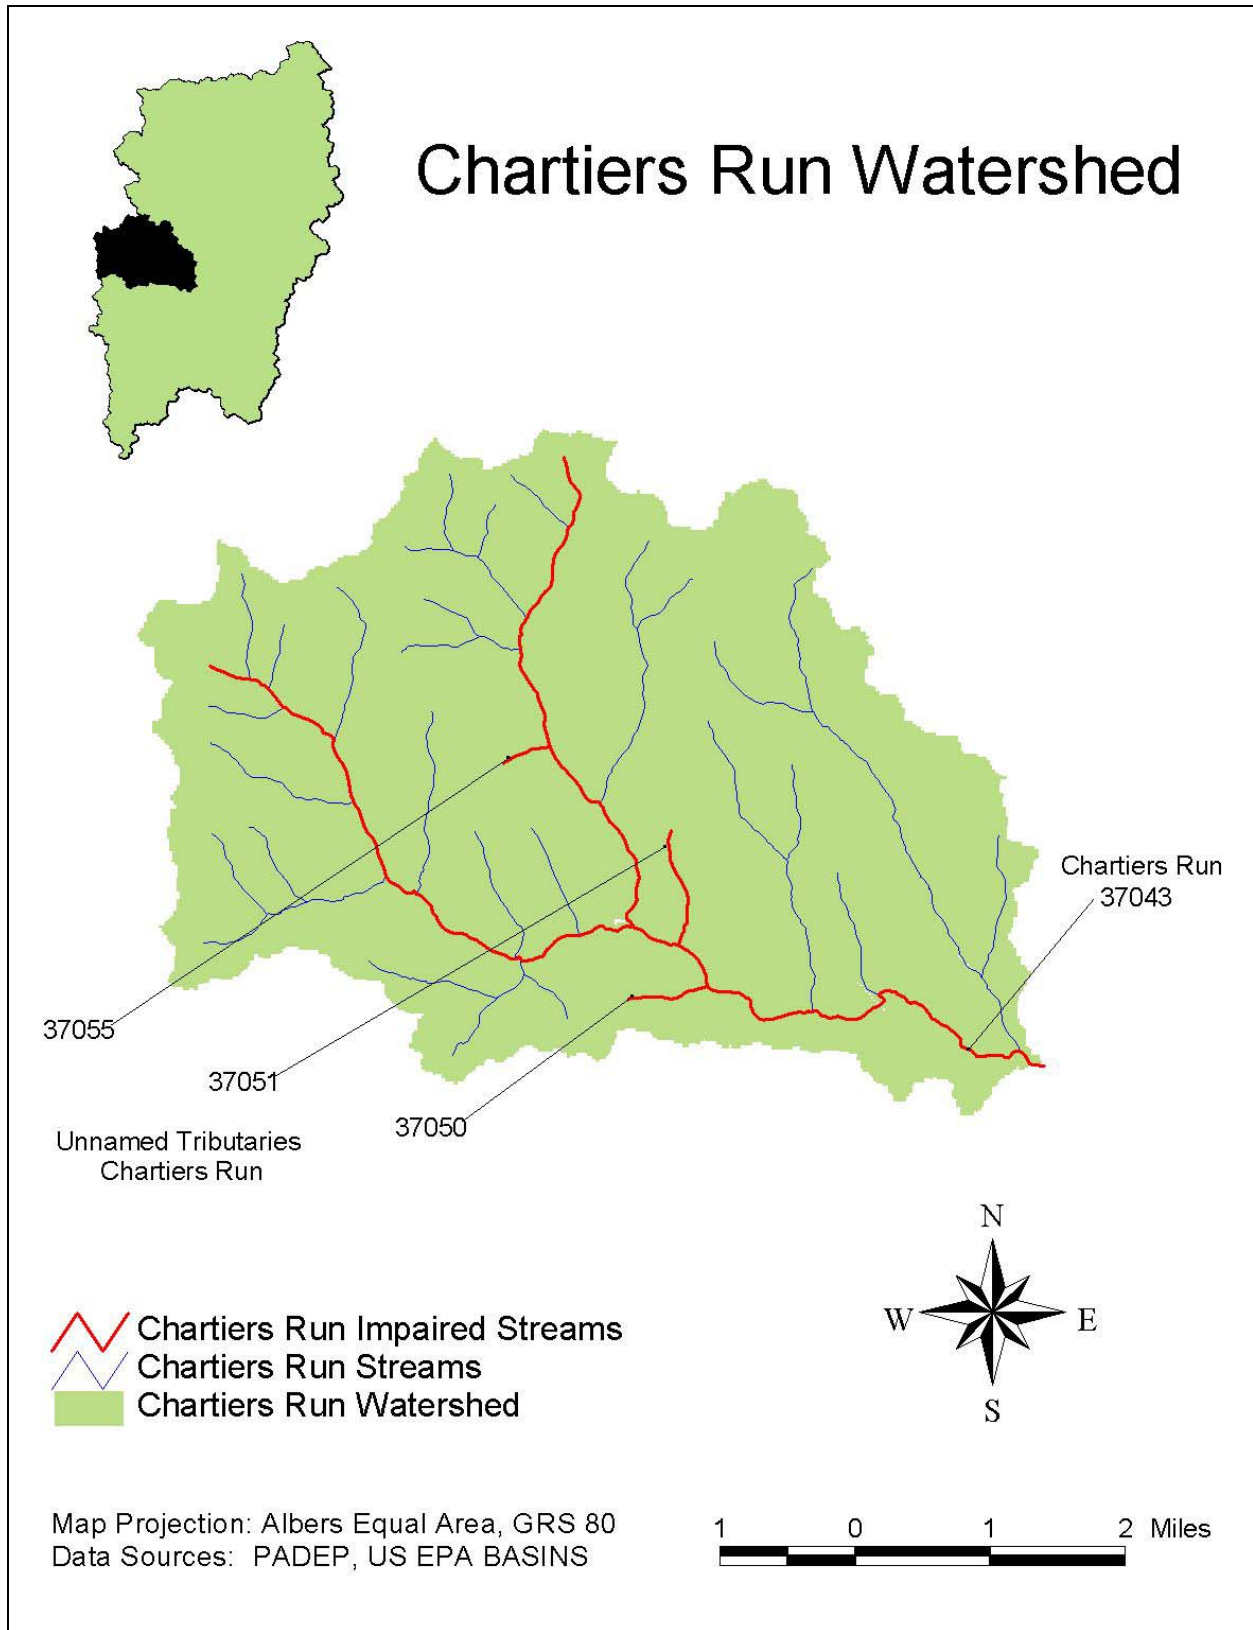 Chartiers Run Watershed
Chartiers Run
37043
37055
37051
37050
Unnamed Tributaries
Chartiers Run
N
W
E
S
Chartiers Run Impaired Streams
Chartiers Run Streams
Chartiers Run Watershed
Map Projection: Albers Equal Area, GRS 80
Data Sources: PADEP, US EPA BASINS
1 0 1 2 Miles